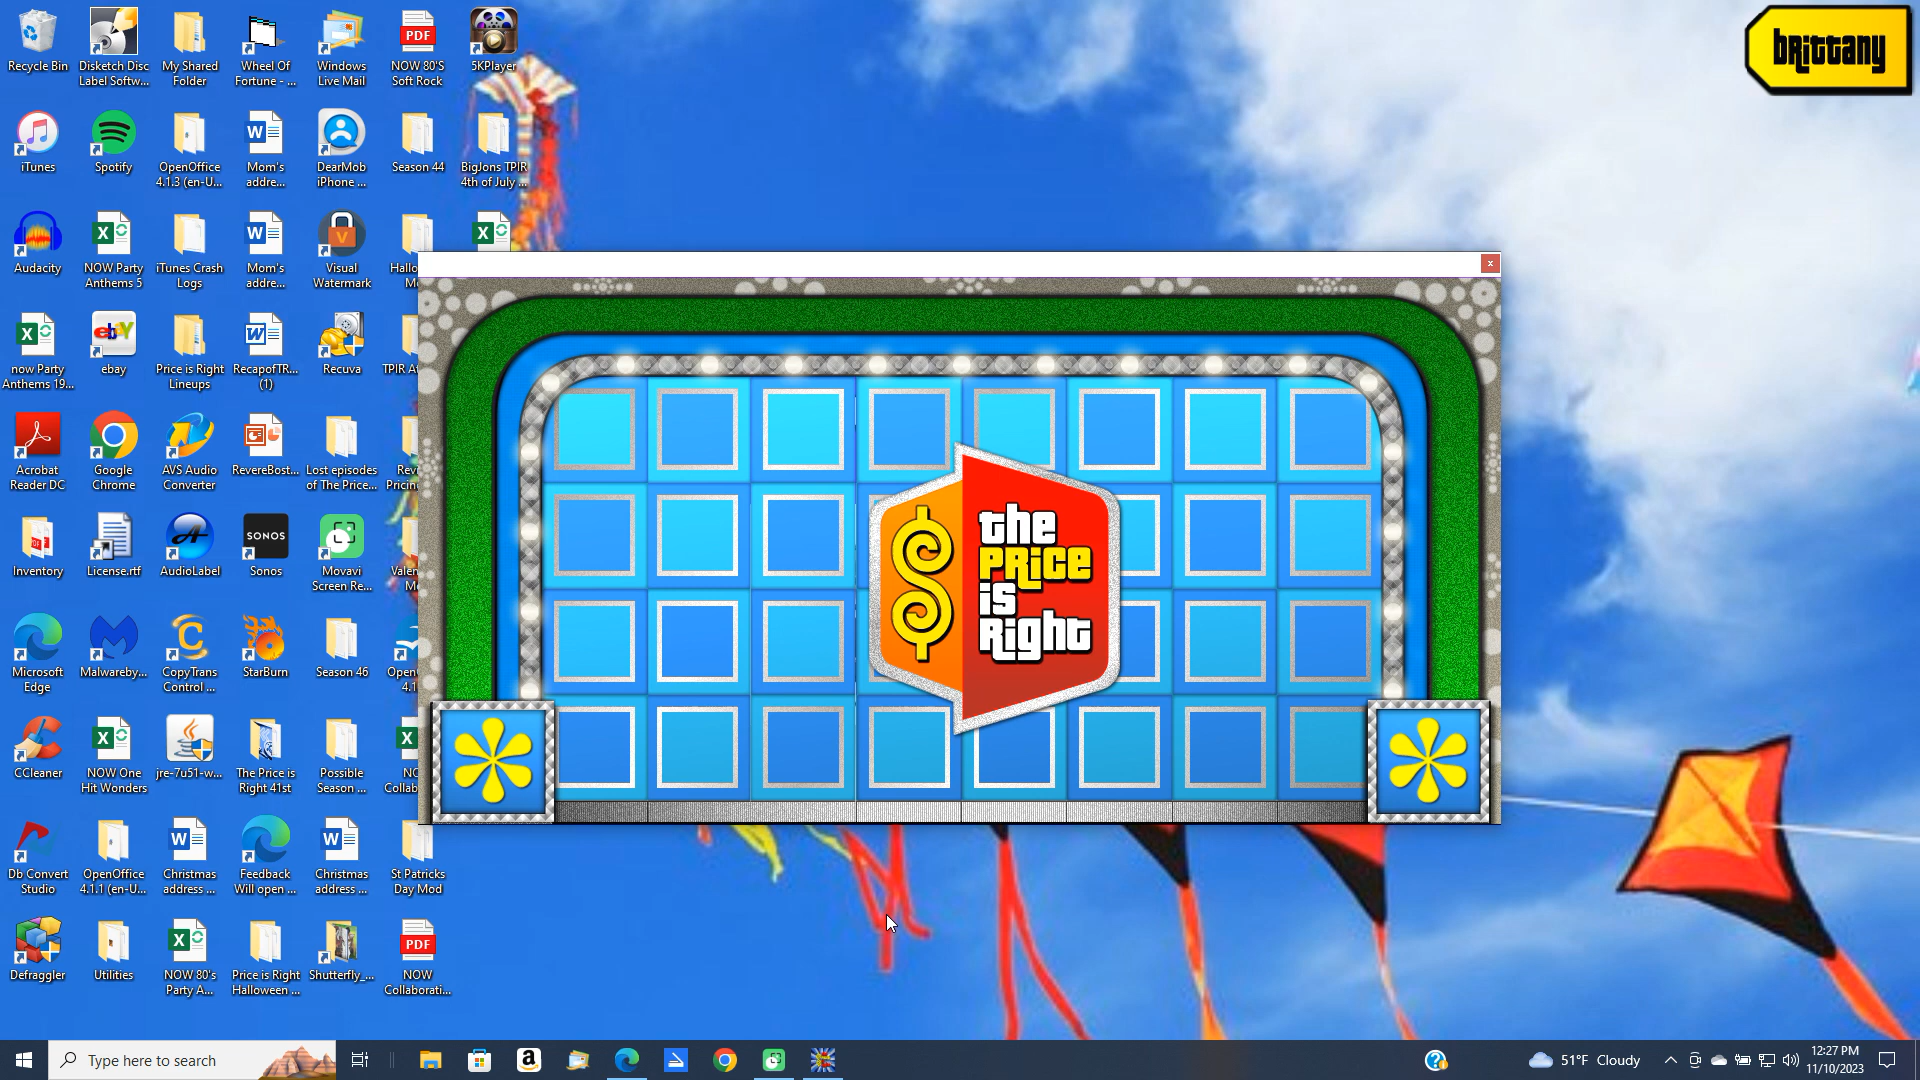 Recycle Bin
Disketch Disc
Label Softw...
My Shared
Folder
Wheel Of
Fortune - ...
Windows
Live Mail
PDF
NOW 80'S
Soft Rock
5KPlayer
Brittany
iTunes
Spotify
OpenOffice
4.1.3 (en-U...
Mom's
addre...
DearMob
iPhone ...
Season 44
BigJons TPIR
4th of July ...
Audacity
NOW Party
Anthems 5
iTunes Crash
Logs
Mom's
addre...
Visual
Watermark
Hallo
now Party
Anthems 19...
ebay
ebay
Price is Right
Lineups
RecapofTR...
(1)
Recuva
TPIR
Acrobat
Reader DC
Google
Chrome
AVS Audio
Converter
RevereBost...
Lost episodes
of The Price...
Inventory
License.rtf
AudioLabel
SONOS
Sonos
Movavi
Screen Re...
Microsoft
Edge
Malwareby...
CopyTrans
Control ...
StarBurn
Season 46
4.1
CCleaner
NOW One
Hit Wonders
jre-7u51-w...
The Price is
Right 41st
Possible
Season ...
Collab
Db Convert
Studio
OpenOffice
4.1.1 (en-U...
Christmas
address ...
Feedback
Will open ...
Christmas
address ...
St Patricks
Day Mod
Defraggler
Utilities
NOW 80's
Party A...
Price is Right
Halloween ...
Shutterfly_...
PDF
NOW
Collaborati...
the
PRICE
is
Right
Type here to search
51°F Cloudy
12:27 PM
11/10/2023